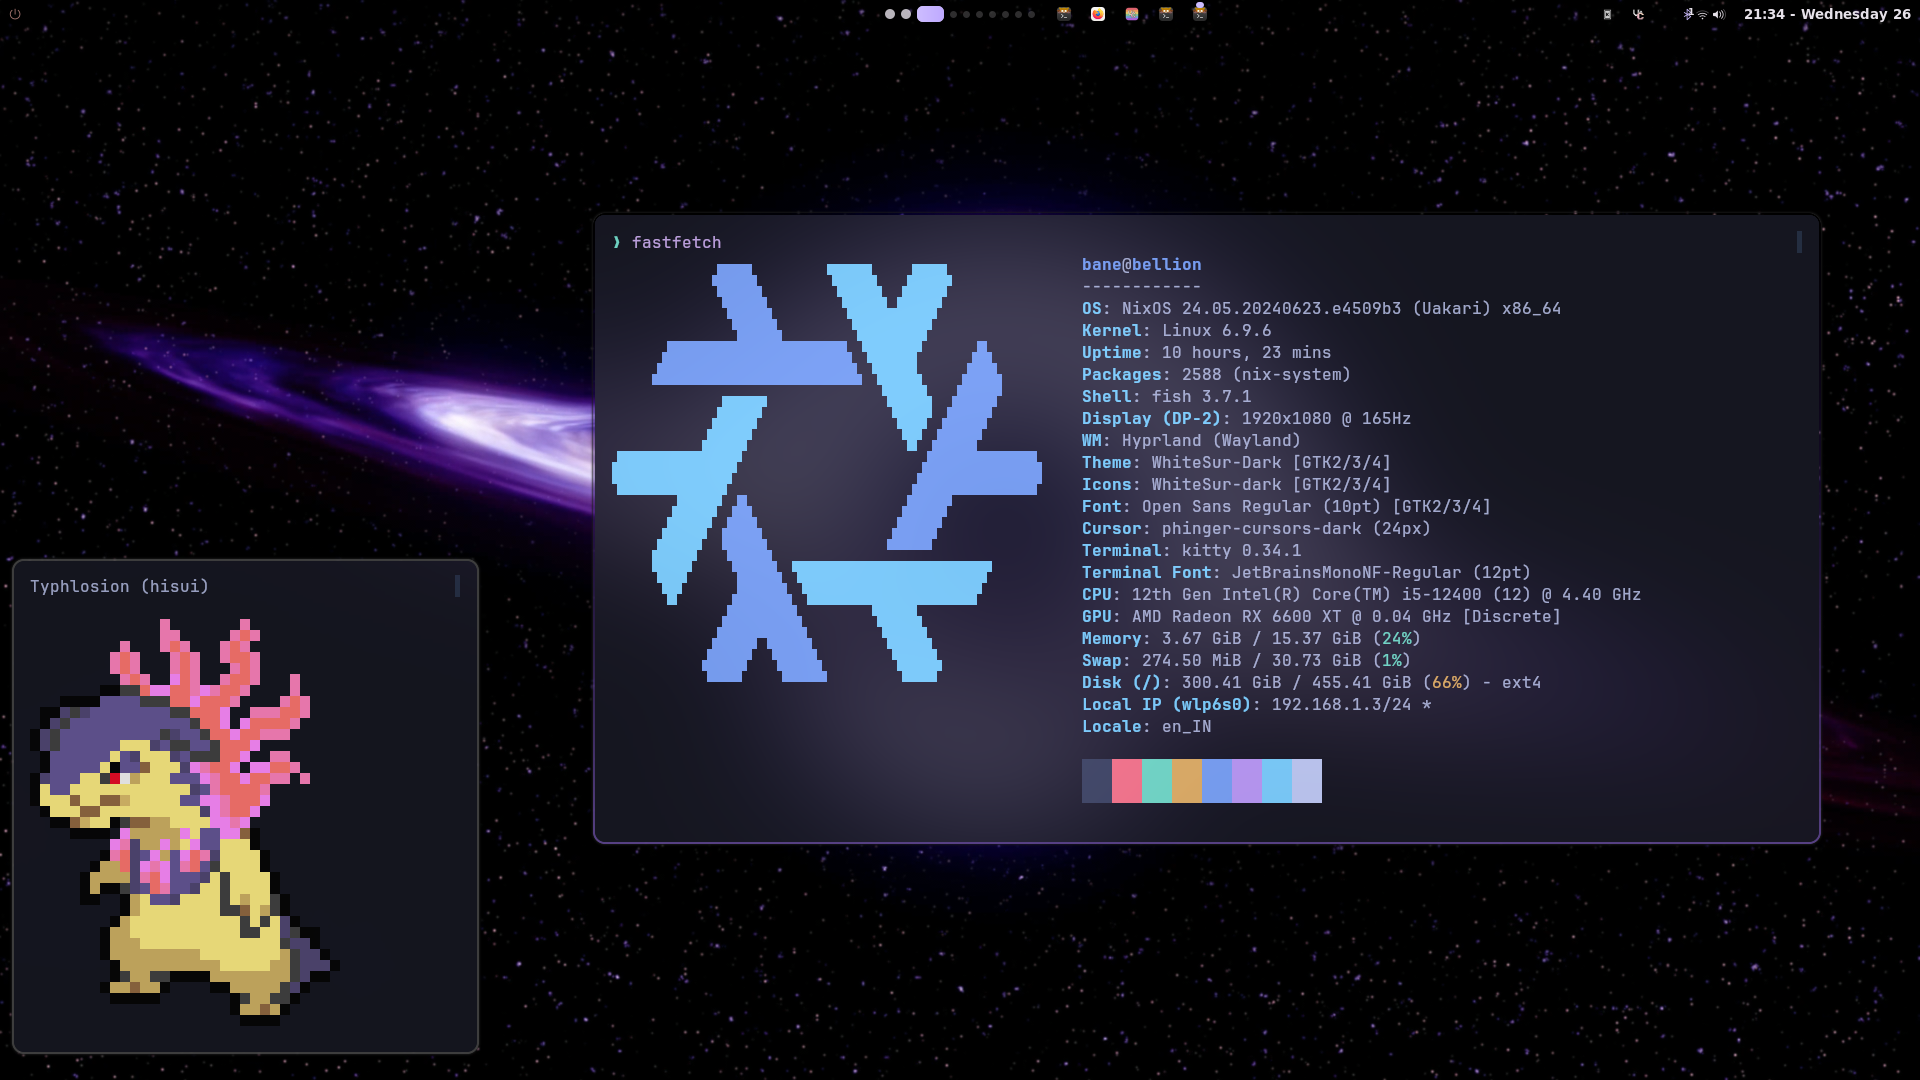 21:34 - Wednesday 26
❱ fastfetch
bane@bellion
------------
OS: NixOS 24.05.20240623.e4509b3 (Uakari) x86_64
Kernel: Linux 6.9.6
Uptime: 10 hours, 23 mins
Packages: 2588 (nix-system)
Shell: fish 3.7.1
Display (DP-2): 1920x1080 @ 165Hz
WM: Hyprland (Wayland)
Theme: WhiteSur-Dark [GTK2/3/4]
Icons: WhiteSur-dark [GTK2/3/4]
Font: Open Sans Regular (10pt) [GTK2/3/4]
Cursor: phinger-cursors-dark (24px)
Terminal: kitty 0.34.1
Terminal Font: JetBrainsMonoNF-Regular (12pt)
CPU: 12th Gen Intel(R) Core(TM) i5-12400 (12) @ 4.40 GHz
GPU: AMD Radeon RX 6600 XT @ 0.04 GHz [Discrete]
Memory: 3.67 GiB / 15.37 GiB (24%)
Swap: 274.50 MiB / 30.73 GiB (1%)
Disk (/): 300.41 GiB / 455.41 GiB (66%) - ext4
Local IP (wlp6s0): 192.168.1.3/24 *
Locale: en_IN
Typhlosion (hisui)